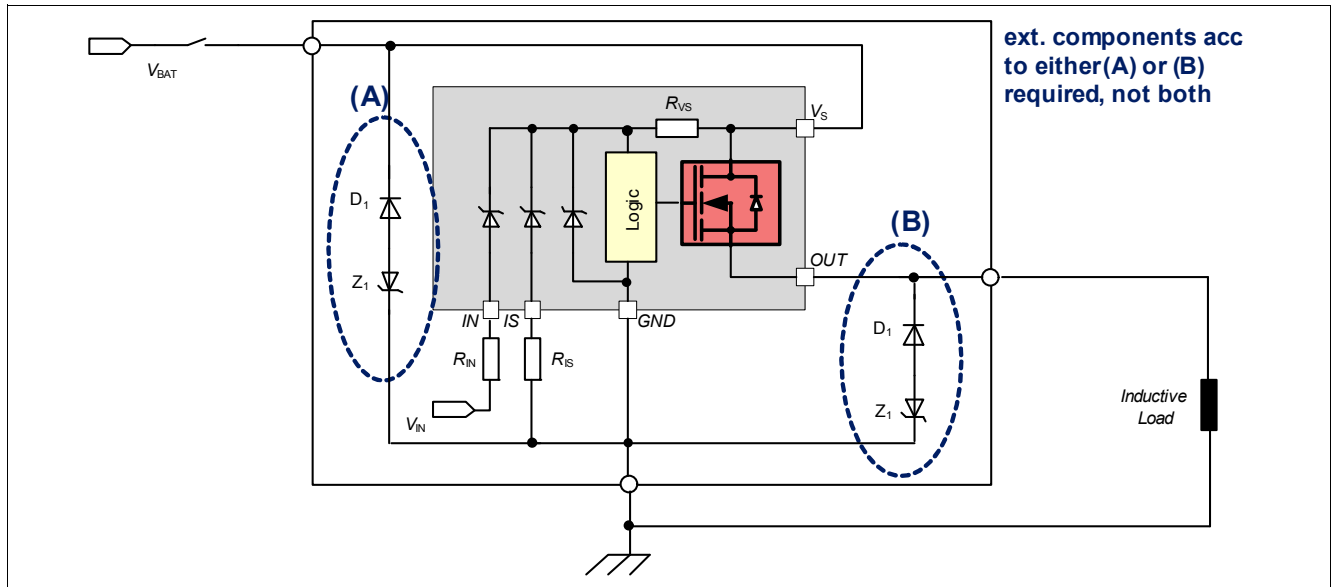 ext. components acc
to either(A) or (B)
required, not both
VBAT
(A)
RVS
VS
D1
Logic
(B)
Z1
OUT
IN
IS
GND
D1
RIN
RIS
Z1
Inductive
Load
VIN